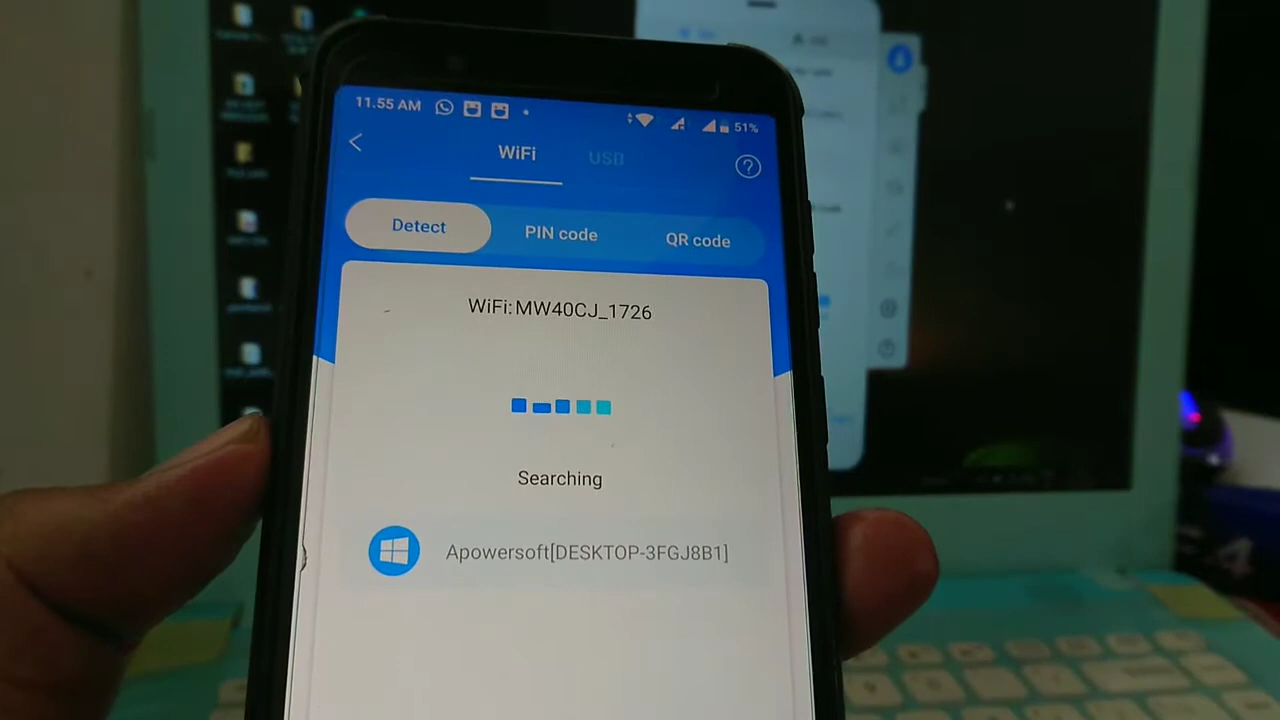 11.55 AM
51%
WiFi
USB
?
Detect
PIN code
QR code
WiFi:MW40CJ_1726
Searching
Apowersoft[DESKTOP-3FGJ8B1]